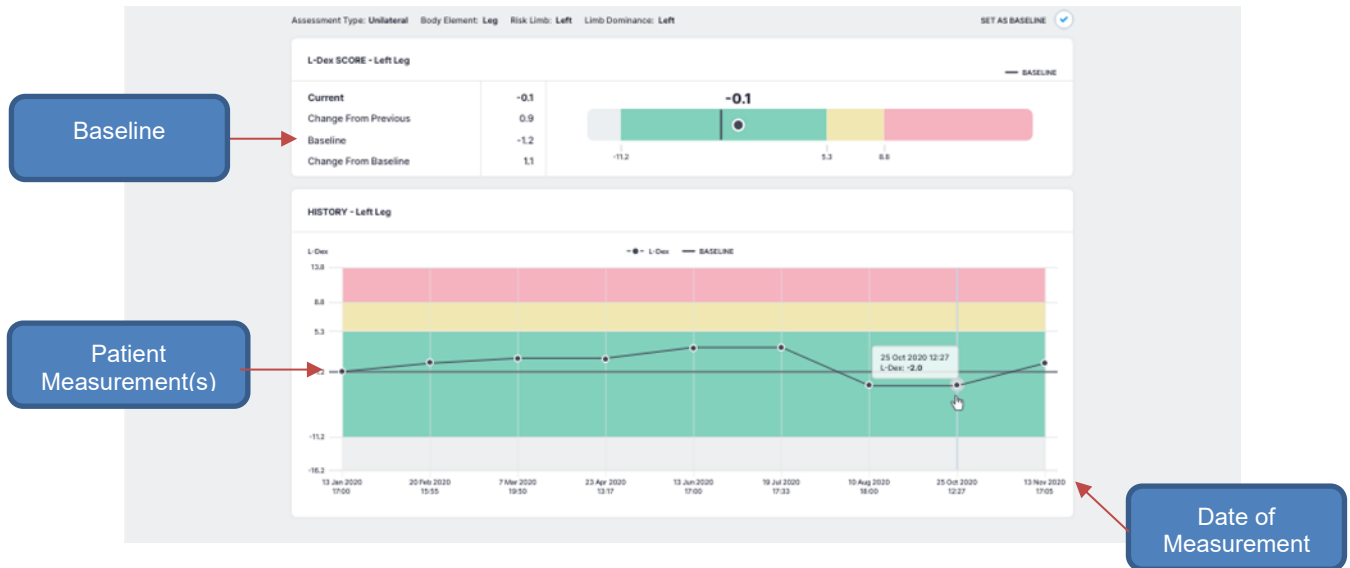 Assessment Type: Unilateral Body Element: Leg Risk Limb: Left Limb Dominance: Left
SET AS BASELINE
L-Dex SCORE - Left Leg
BASELINE
Current -0.1
Change From Previous 0.9
Baseline -1.2
Change From Baseline 1.1
-0.1
-11.2 5.3 8.8
Baseline
HISTORY - Left Leg
L-Dex
L-Dex BASELINE
13.8
8.8
5.3
-11.2
-16.2
25 Oct 2020 12:27
L-Dex: -2.0
Patient
Measurement(s)
13 Jan 2020 20 Feb 2020 7 Mar 2020 23 Apr 2020 13 Jun 2020 19 Jul 2020 10 Aug 2020 25 Oct 2020 13 Nov 2020
17:00 15:55 19:50 13:17 17:00 17:33 18:00 12:27 17:05
Date of
Measurement